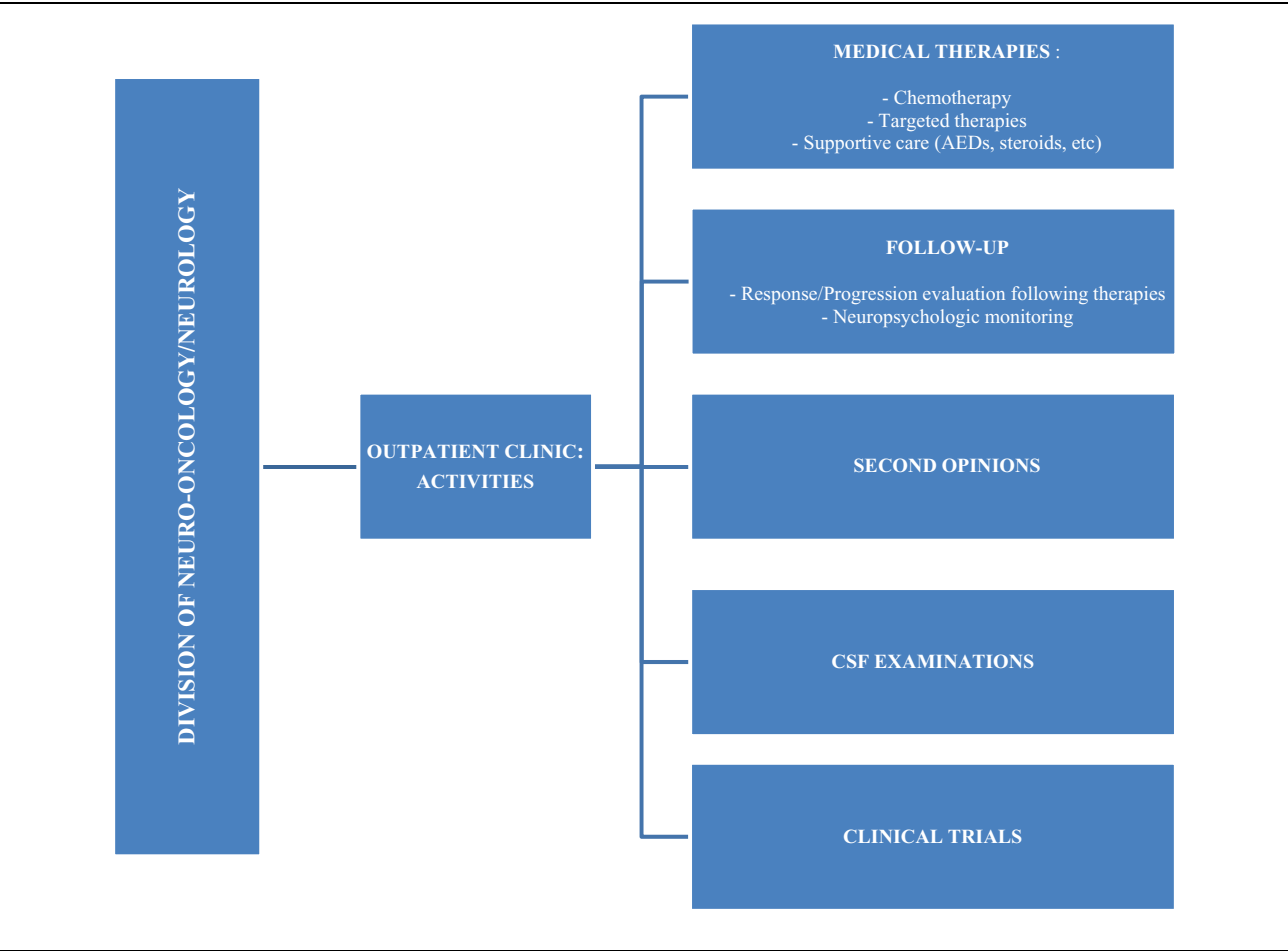 DIVISION OF NEURO-ONCOLOGY/NEUROLOGY
OUTPATIENT CLINIC:
ACTIVITIES
MEDICAL THERAPIES :
- Chemotherapy
- Targeted therapies
- Supportive care (AEDs, steroids, etc)
FOLLOW-UP
- Response/Progression evaluation following therapies
- Neuropsychologic monitoring
SECOND OPINIONS
CSF EXAMINATIONS
CLINICAL TRIALS